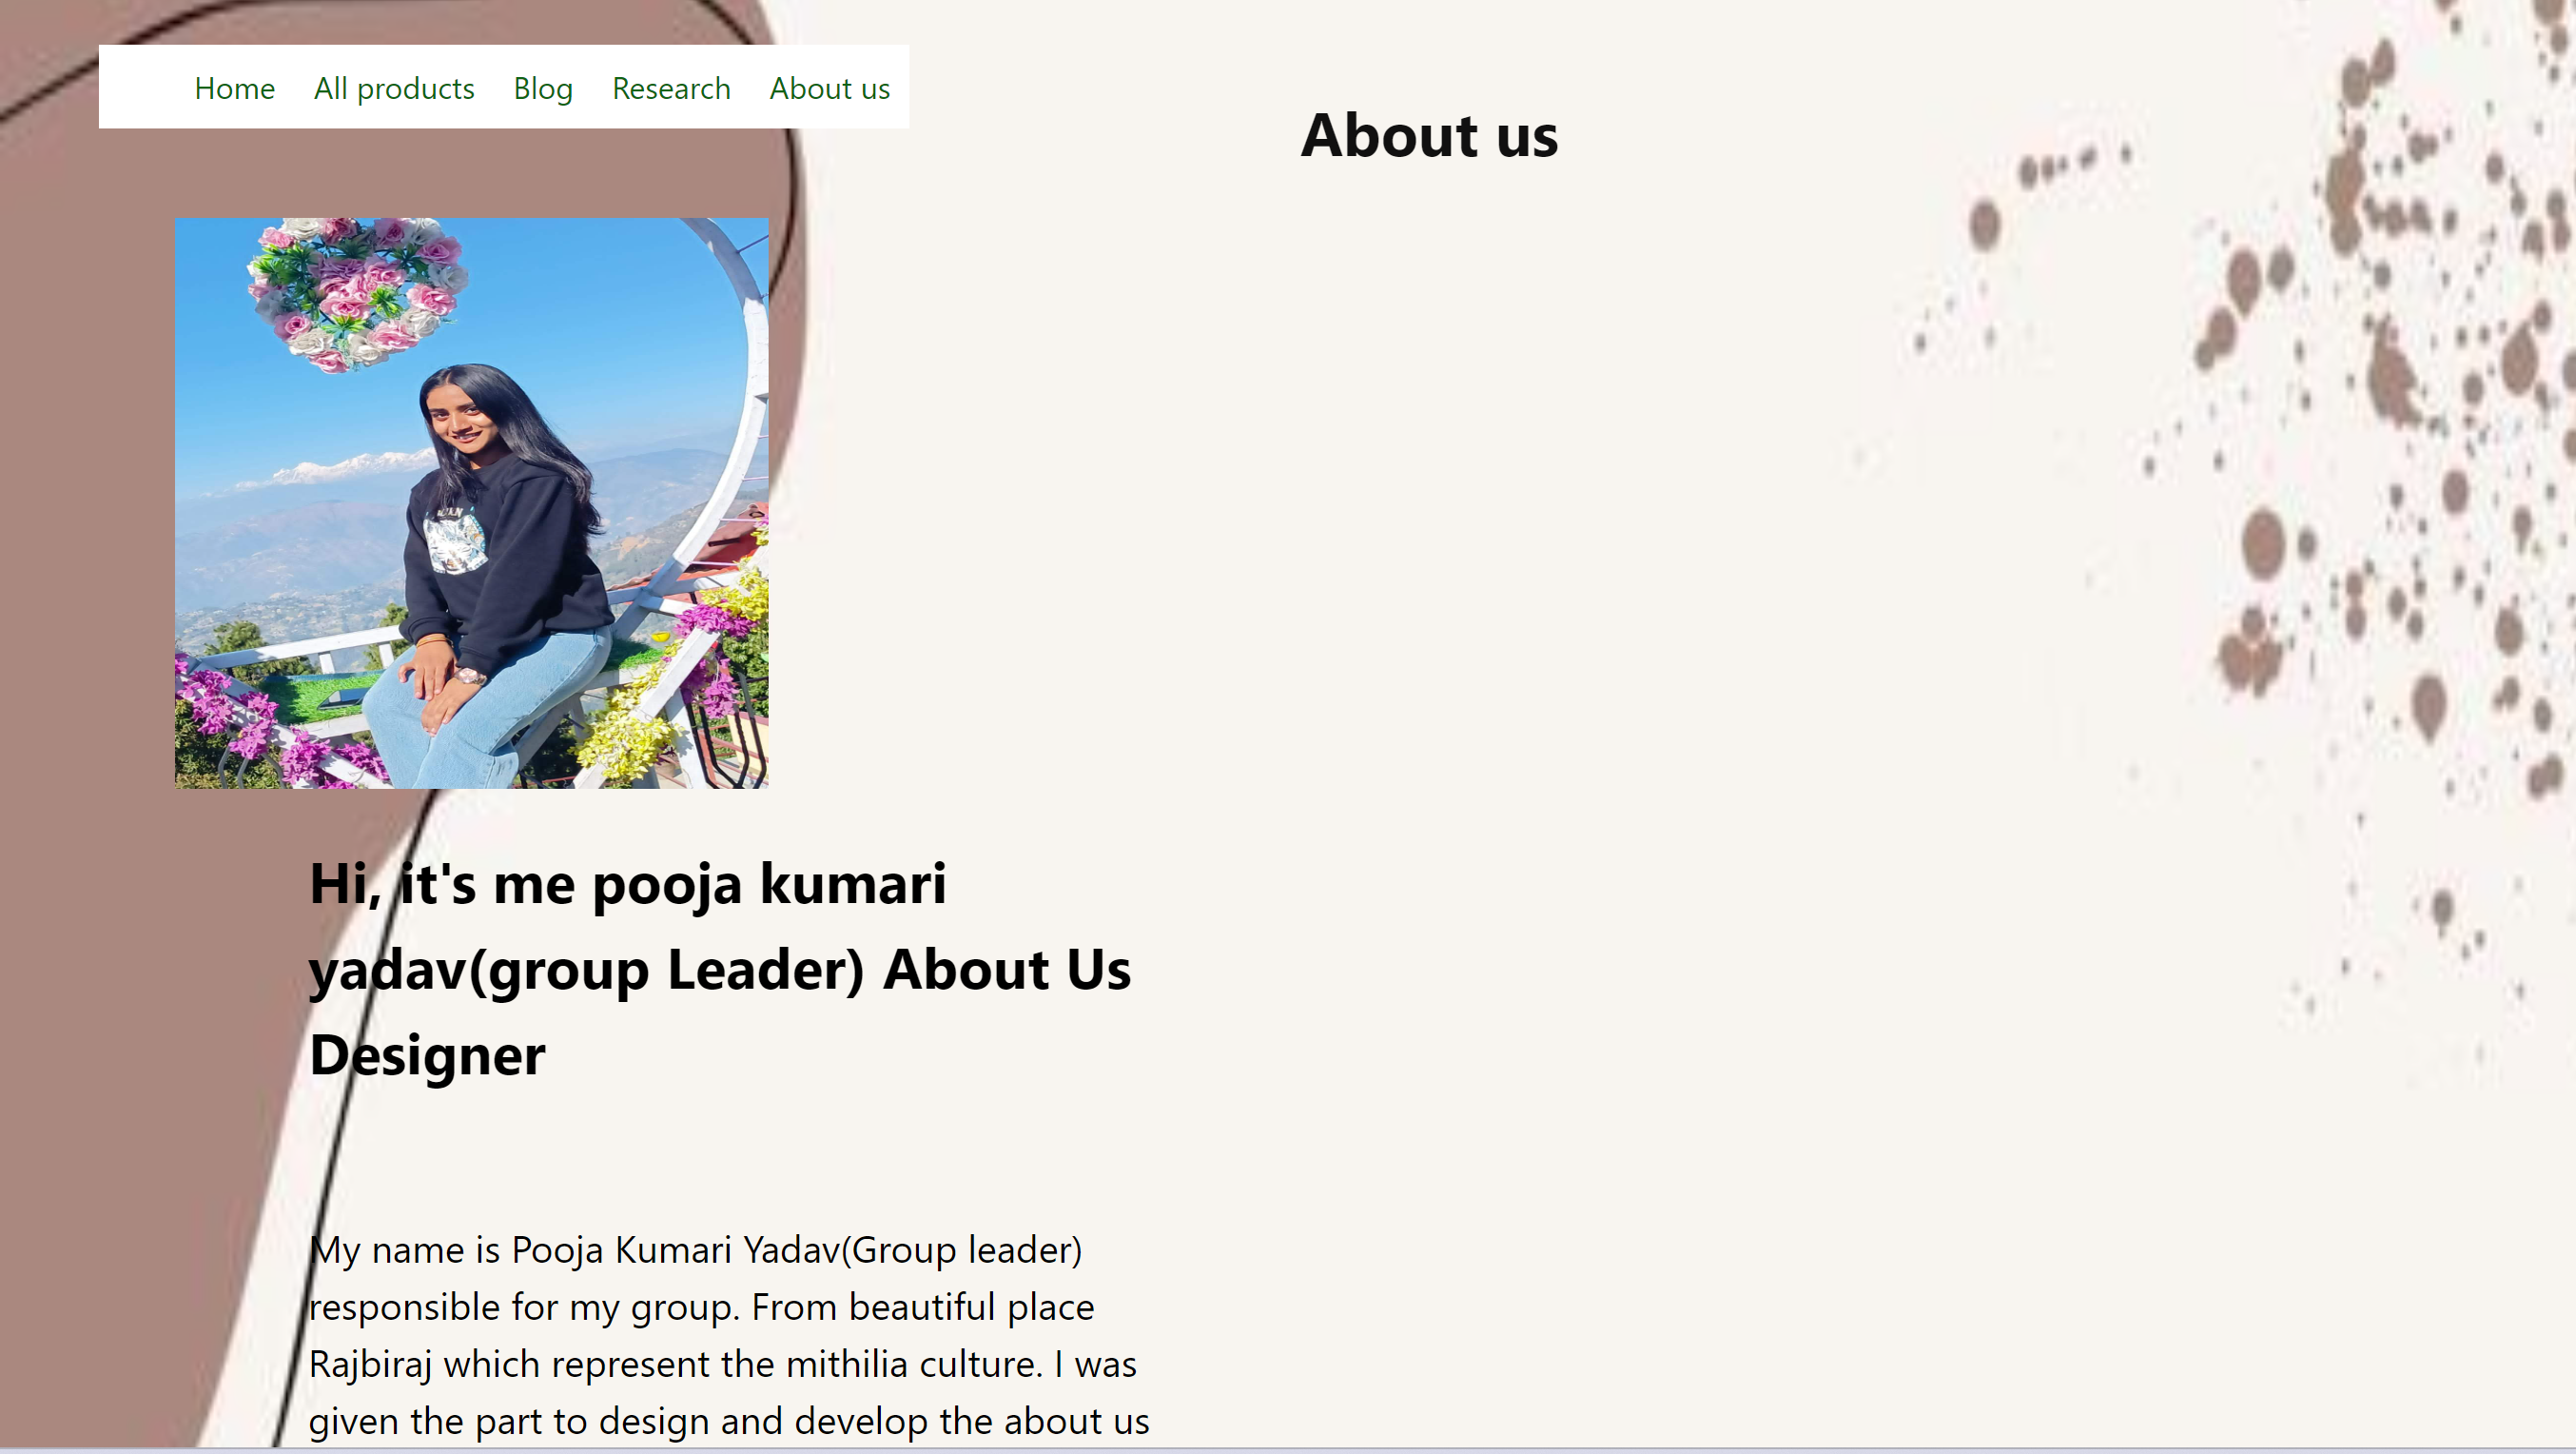 Home All products Blog Research About us
About us
Hi, it's me pooja kumari
yadav(group Leader) About Us
Designer
My name is Pooja Kumari Yadav(Group leader)
responsible for my group. From beautiful place
Rajbiraj which represent the mithilia culture. I was
given the part to design and develop the about us